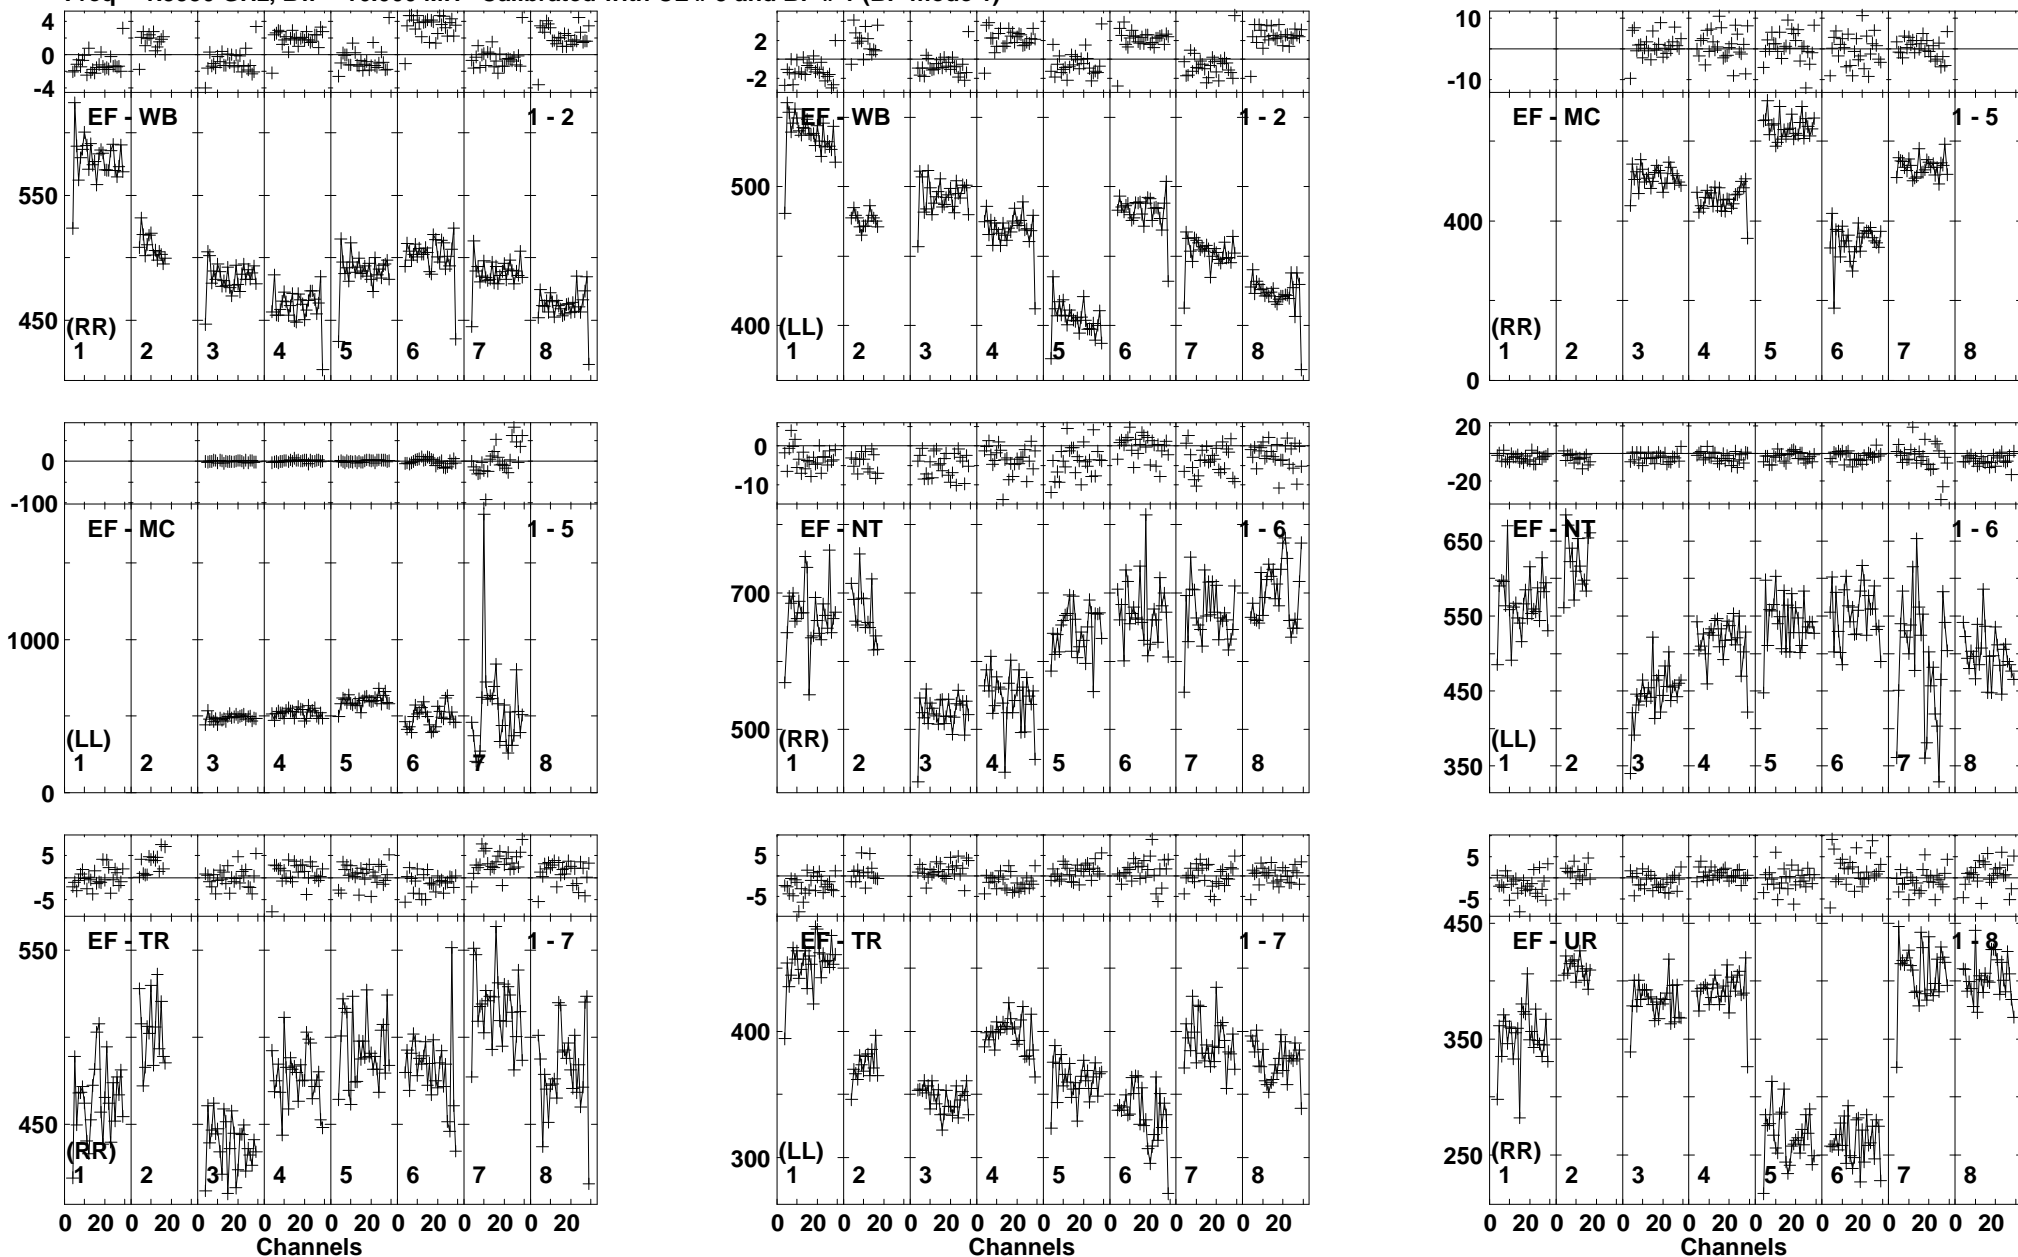 4 0 -4
EF - WB 1 - 2
550 450
(RR)
1 2 3 4 5 6 7 8
2 -2
EF - WB 1 - 2
500 400
(LL)
1 2 3 4 5 6 7 8
10 -10
EF - MC 1 - 5
400 0
(RR)
1 2 3 4 5 6 7 8
0 -100
EF - MC 1 - 5
1000 0
(LL)
1 2 3 4 5 6 7 8
0 -10
EF - NT 1 - 6
700 500
(RR)
1 2 3 4 5 6 7 8
20 -20
EF - NT 1 - 6
650 550 450 350
(LL)
1 2 3 4 5 6 7 8
5 -5
EF - TR 1 - 7
550 450
(RR)
1 2 3 4 5 6 7 8
0 20 0 20 0 20 0 20 0 20 0 20 0 20 0 20
Channels
5 -5
EF - TR 1 - 7
400 300
(LL)
1 2 3 4 5 6 7 8
0 20 0 20 0 20 0 20 0 20 0 20 0 20 0 20
Channels
5 -5
EF - UR 1 - 8
450 350 250
(RR)
1 2 3 4 5 6 7 8
0 20 0 20 0 20 0 20 0 20 0 20 0 20 0 20
Channels